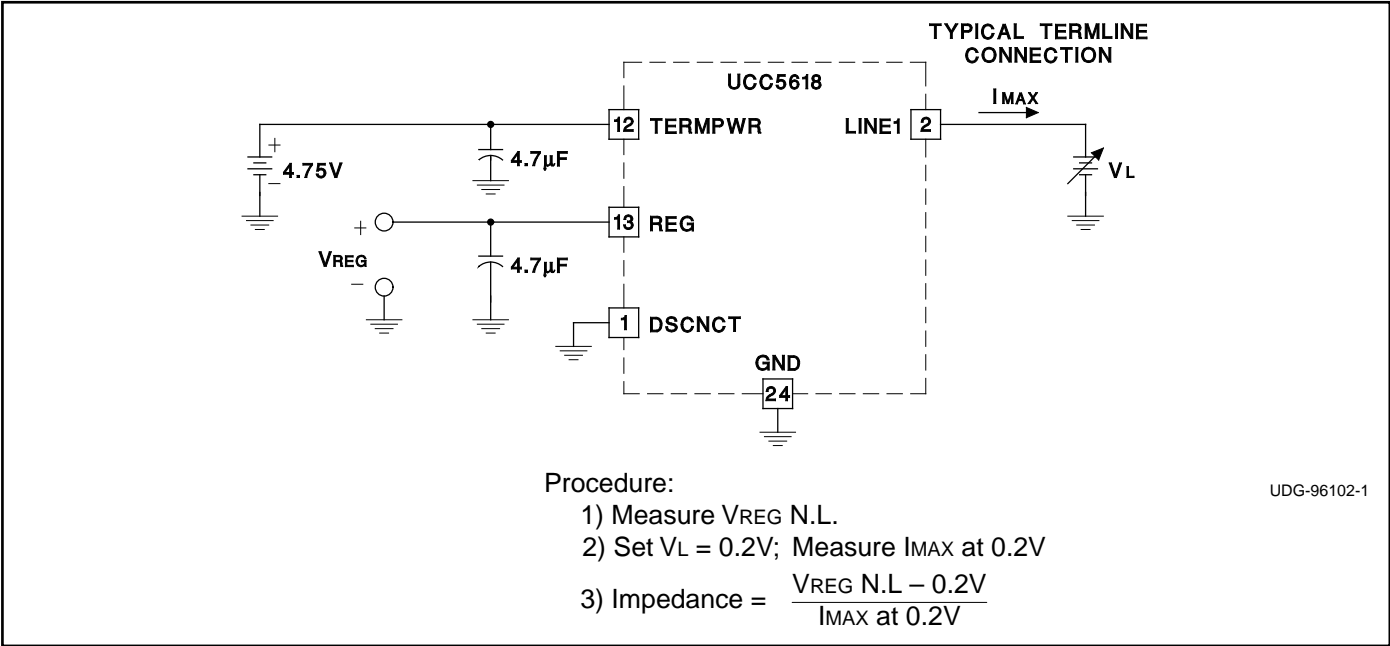 TYPICAL TERMLINE
CONNECTION
UCC5618
IMAX
12 TERMPWR
LINE1 2
+
4.7µF
4.75V
−
VL
13 REG
+
VREG
4.7µF
−
1 DSCNCT
GND
24
Procedure:
UDG-96102-1
1) Measure VREG N.L.
2) Set VL = 0.2V; Measure IMAX at 0.2V
3) Impedance = VREG N.L – 0.2V
IMAX at 0.2V